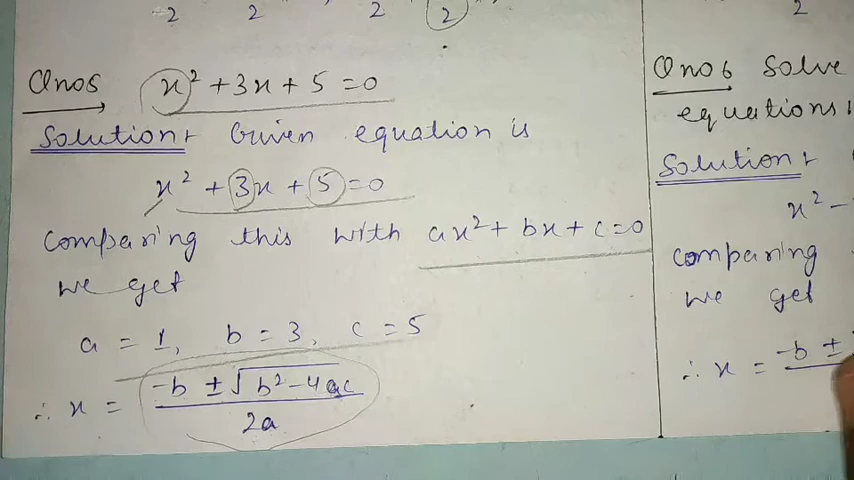 2 2 2 2
Qno5 x² + 3x + 5 = 0
Solution:- Given equation is
x² + 3x + 5 = 0
Comparing this with ax² + bx + c = 0
we get
a = 1, b = 3, c = 5
∴ x = -b ± √b² - 4ac / 2a
2
Qno6 Solve
equations
Solution:-
x² -
comparing
we get
∴ x = -b ±